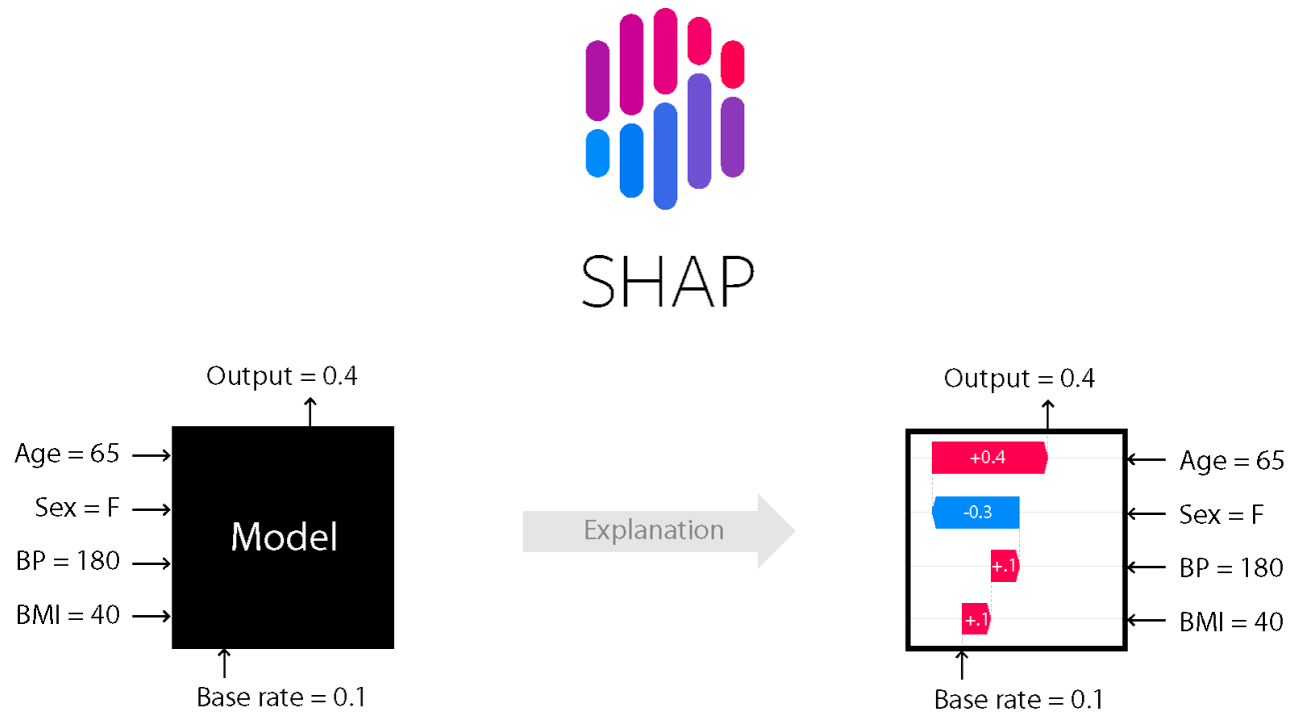 SHAP
Output = 0.4
Age = 65
Sex = F
BP = 180
BMI = 40
Model
Base rate = 0.1
Explanation
Output = 0.4
+0.4
Age = 65
-0.3
Sex = F
+.1
BP = 180
+.1
BMI = 40
Base rate = 0.1